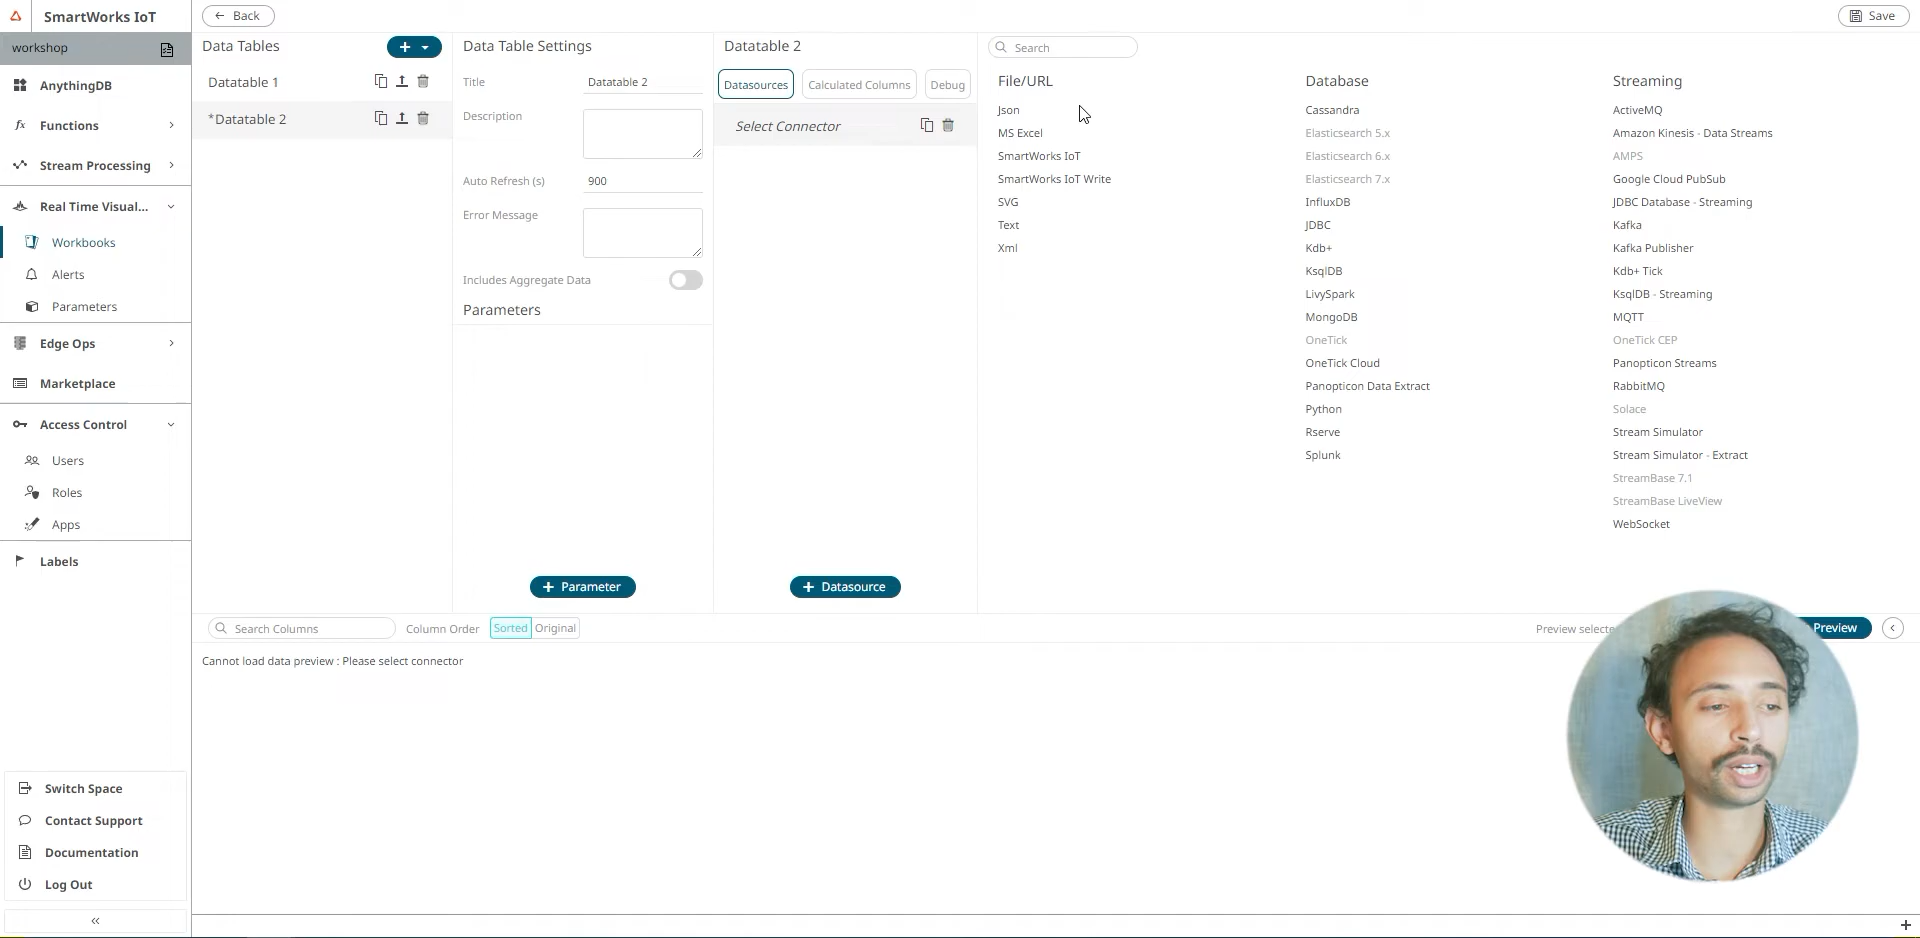 SmartWorks IoT
Back
Save
workshop
AnythingDB
Functions
Stream Processing
Real Time Visual...
Workbooks
Alerts
Parameters
Edge Ops
Marketplace
Access Control
Users
Roles
Apps
Labels
Switch Space
Contact Support
Documentation
Log Out
Data Tables
Datatable 1
*Datatable 2
Data Table Settings
Title
Datatable 2
Description
Auto Refresh (s)
900
Error Message
Includes Aggregate Data
Parameters
Parameter
Datatable 2
Datasources
Calculated Columns
Debug
Select Connector
Datasource
Search
File/URL
Json
MS Excel
SmartWorks IoT
SmartWorks IoT Write
SVG
Text
Xml
Database
Cassandra
Elasticsearch 5.x
Elasticsearch 6.x
Elasticsearch 7.x
InfluxDB
JDBC
Kdb+
KsqlDB
LivySpark
MongoDB
OneTick
OneTick Cloud
Panopticon Data Extract
Python
Rserve
Splunk
Streaming
ActiveMQ
Amazon Kinesis - Data Streams
AMPS
Google Cloud PubSub
JDBC Database - Streaming
Kafka
Kafka Publisher
Kdb+ Tick
KsqlDB - Streaming
MQTT
OneTick CEP
Panopticon Streams
RabbitMQ
Solace
Stream Simulator
Stream Simulator - Extract
StreamBase 7.1
StreamBase LiveView
WebSocket
Search Columns
Column Order
Sorted
Original
Preview
Preview
Cannot load data preview : Please select connector